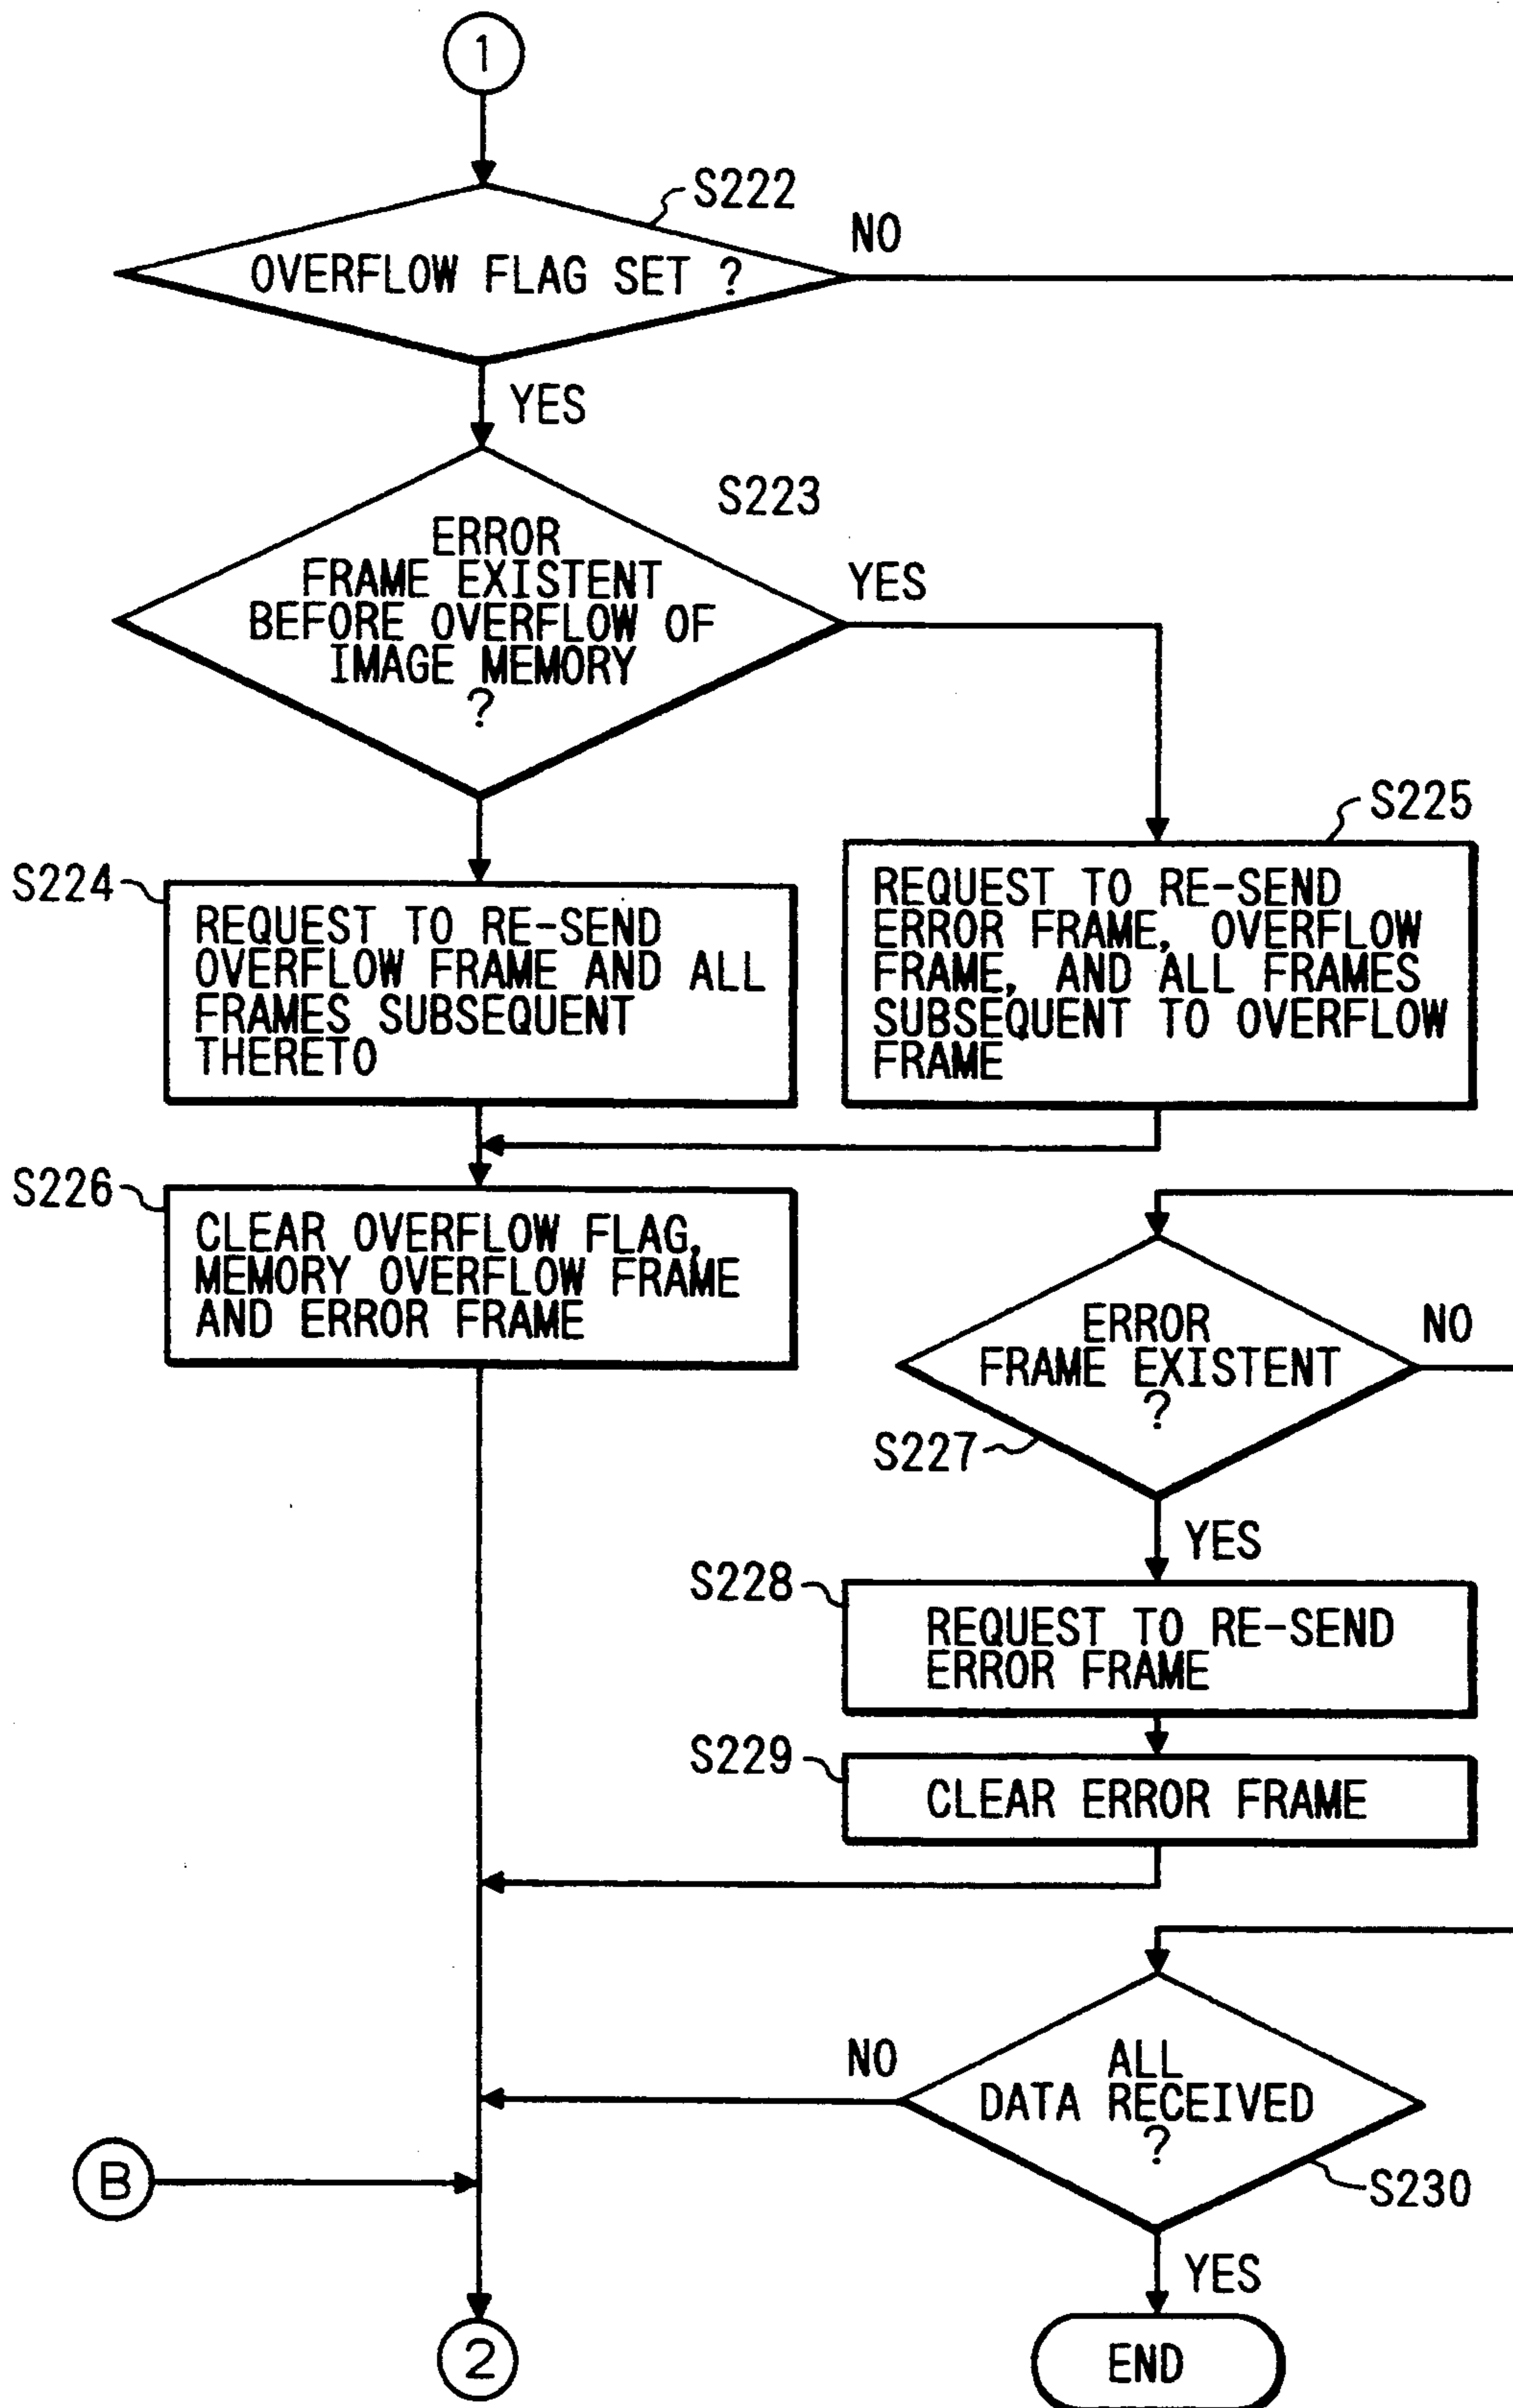 1
S222
NO
OVERFLOW FLAG SET ?
YES
S223
ERROR
FRAME EXISTENT
BEFORE OVERFLOW OF
IMAGE MEMORY
?
YES
S225
S224
REQUEST TO RE-SEND
OVERFLOW FRAME AND ALL
FRAMES SUBSEQUENT
THERETO
REQUEST TO RE-SEND
ERROR FRAME, OVERFLOW
FRAME, AND ALL FRAMES
SUBSEQUENT TO OVERFLOW
FRAME
S226
CLEAR OVERFLOW FLAG,
MEMORY OVERFLOW FRAME
AND ERROR FRAME
ERROR
FRAME EXISTENT
?
NO
S227
YES
S228
REQUEST TO RE-SEND
ERROR FRAME
S229
CLEAR ERROR FRAME
NO
ALL
DATA RECEIVED
?
B
S230
YES
2
END